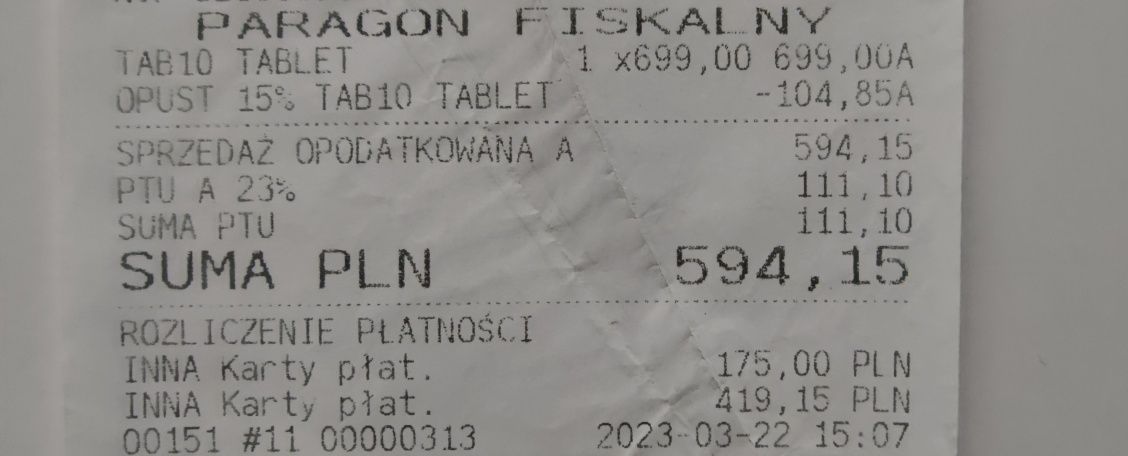 PARAGON FISKALNY
TAB10 TABLET 1 x699,00 699,00A
OPUST 15% TAB10 TABLET -104,85A
SPRZEDAŻ OPODATKOWANA A 594,15
PTU A 23% 111,10
SUMA PTU 111,10
SUMA PLN 594,15
ROZLICZENIE PŁATNOŚCI
INNA Karty płat. 175,00 PLN
INNA Karty płat. 419,15 PLN
00151 #11 00000313 2023-03-22 15:07